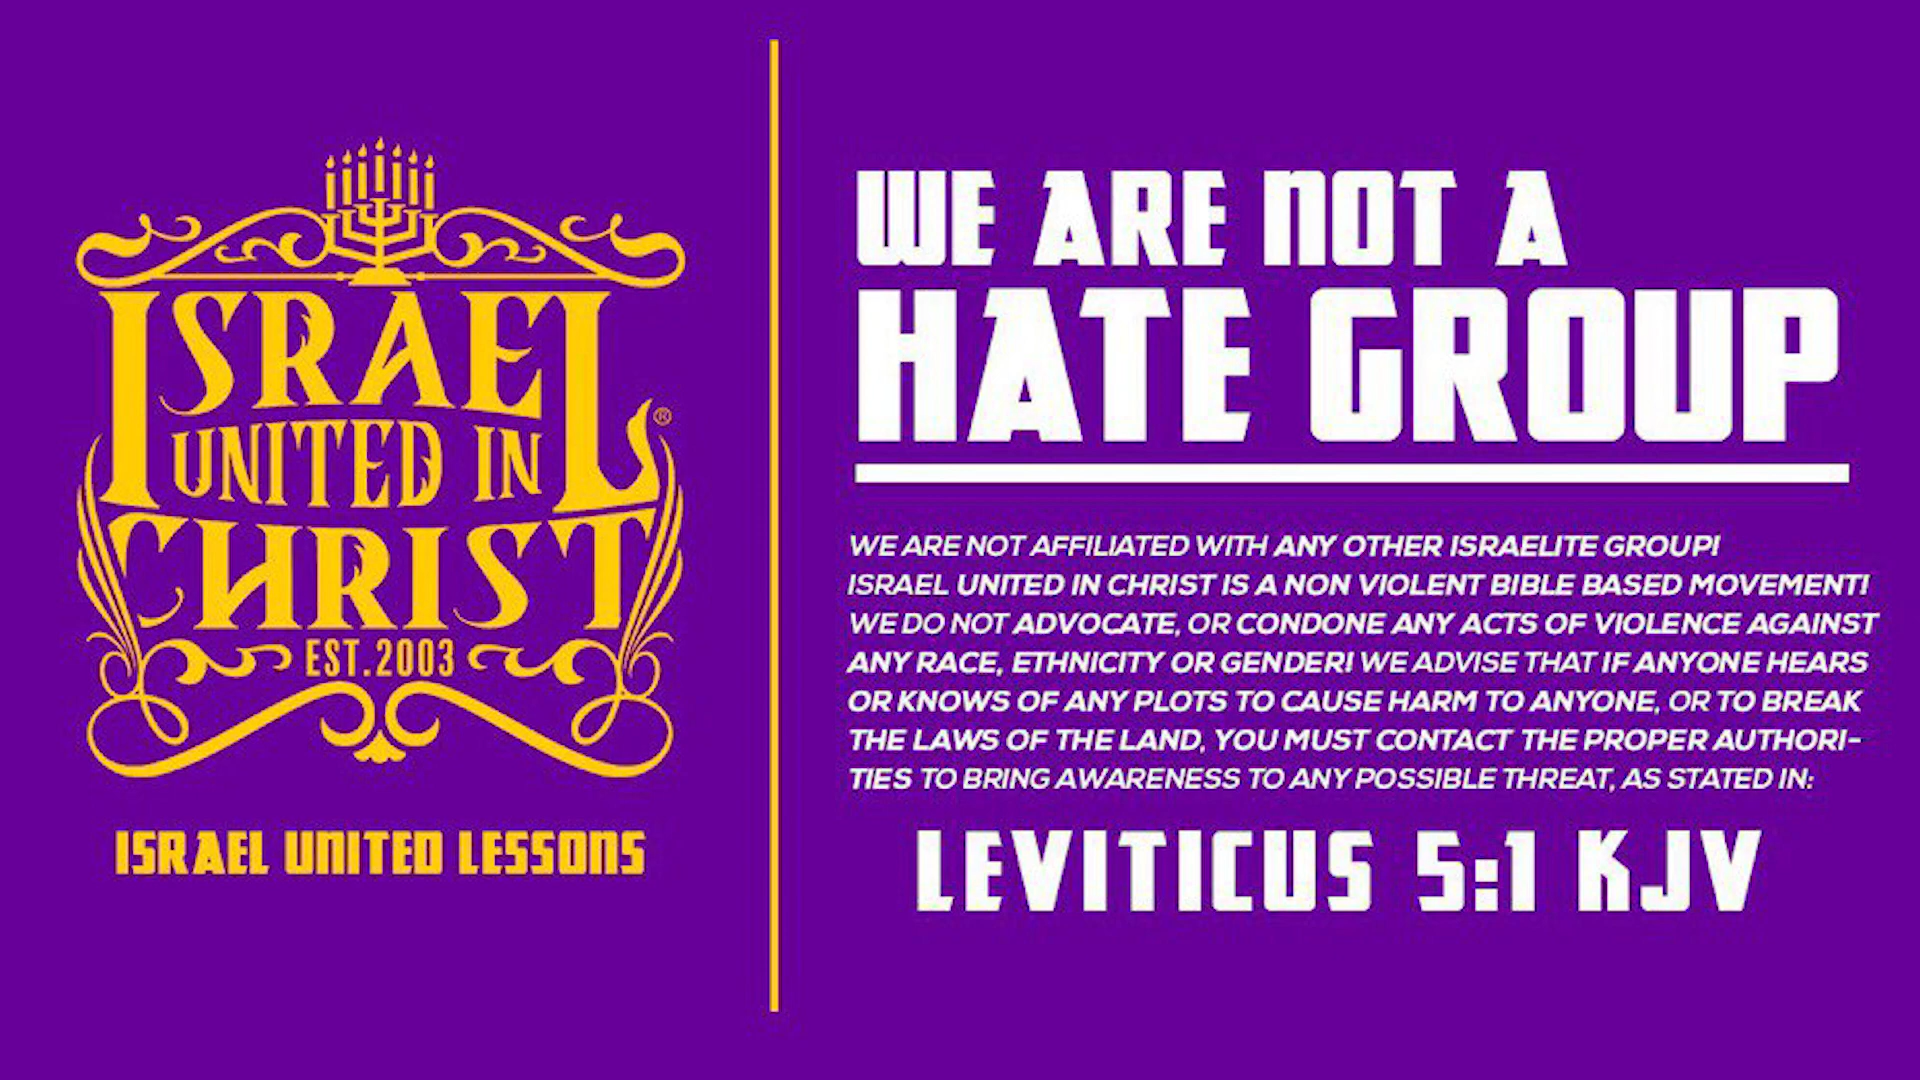 ISRAEL
UNITED IN
CHRIST
®
EST.2003
ISRAEL UNITED LESSONS
WE ARE NOT A
HATE GROUP
WE ARE NOT AFFILIATED WITH ANY OTHER ISRAELITE GROUP!
ISRAEL UNITED IN CHRIST IS A NON VIOLENT BIBLE BASED MOVEMENT!
WE DO NOT ADVOCATE, OR CONDONE ANY ACTS OF VIOLENCE AGAINST
ANY RACE, ETHNICITY OR GENDER! WE ADVISE THAT IF ANYONE HEARS
OR KNOWS OF ANY PLOTS TO CAUSE HARM TO ANYONE, OR TO BREAK
THE LAWS OF THE LAND, YOU MUST CONTACT THE PROPER AUTHORI-
TIES TO BRING AWARENESS TO ANY POSSIBLE THREAT, AS STATED IN:
LEVITICUS 5:1 KJV